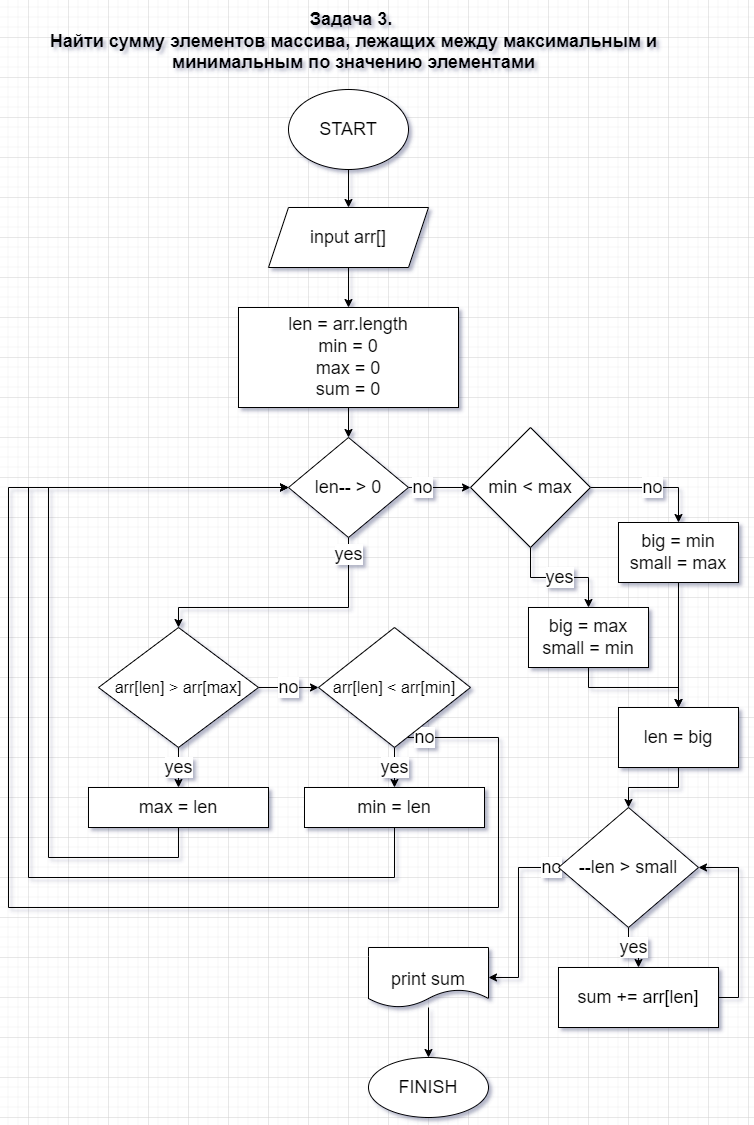 Задача 3.
Найти сумму элементов массива, лежащих между максимальным и
минимальным по значению элементами
START
input arr[]
len = arr.length
min = 0
max = 0
sum = 0
len-- > 0
no
min < max
no
big = min
small = max
yes
yes
big = max
small = min
arr[len] > arr[max]
no
arr[len] < arr[min]
no
yes
yes
max = len
min = len
len = big
no
--len > small
yes
print sum
sum += arr[len]
FINISH